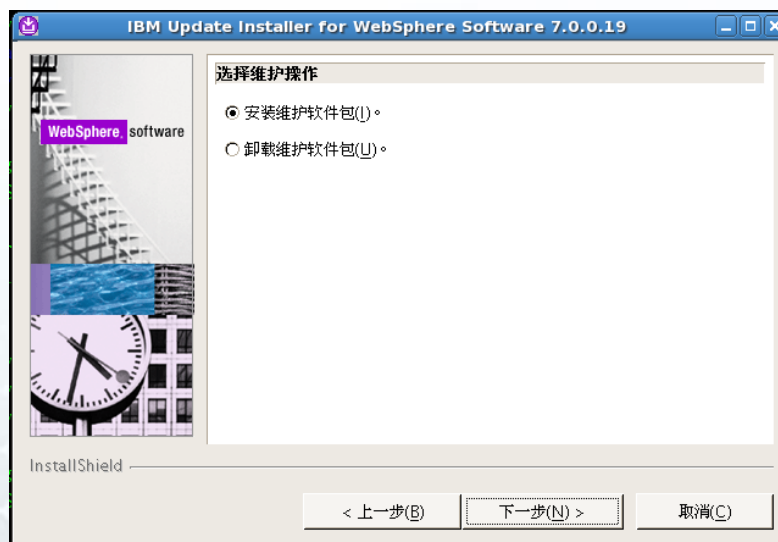 IBM Update Installer for WebSphere Software 7.0.0.19
WebSphere. software
选择维护操作
安装维护软件包(I)。
卸载维护软件包(U)。
InstallShield
< 上一步(B)
下一步(N) >
取消(C)